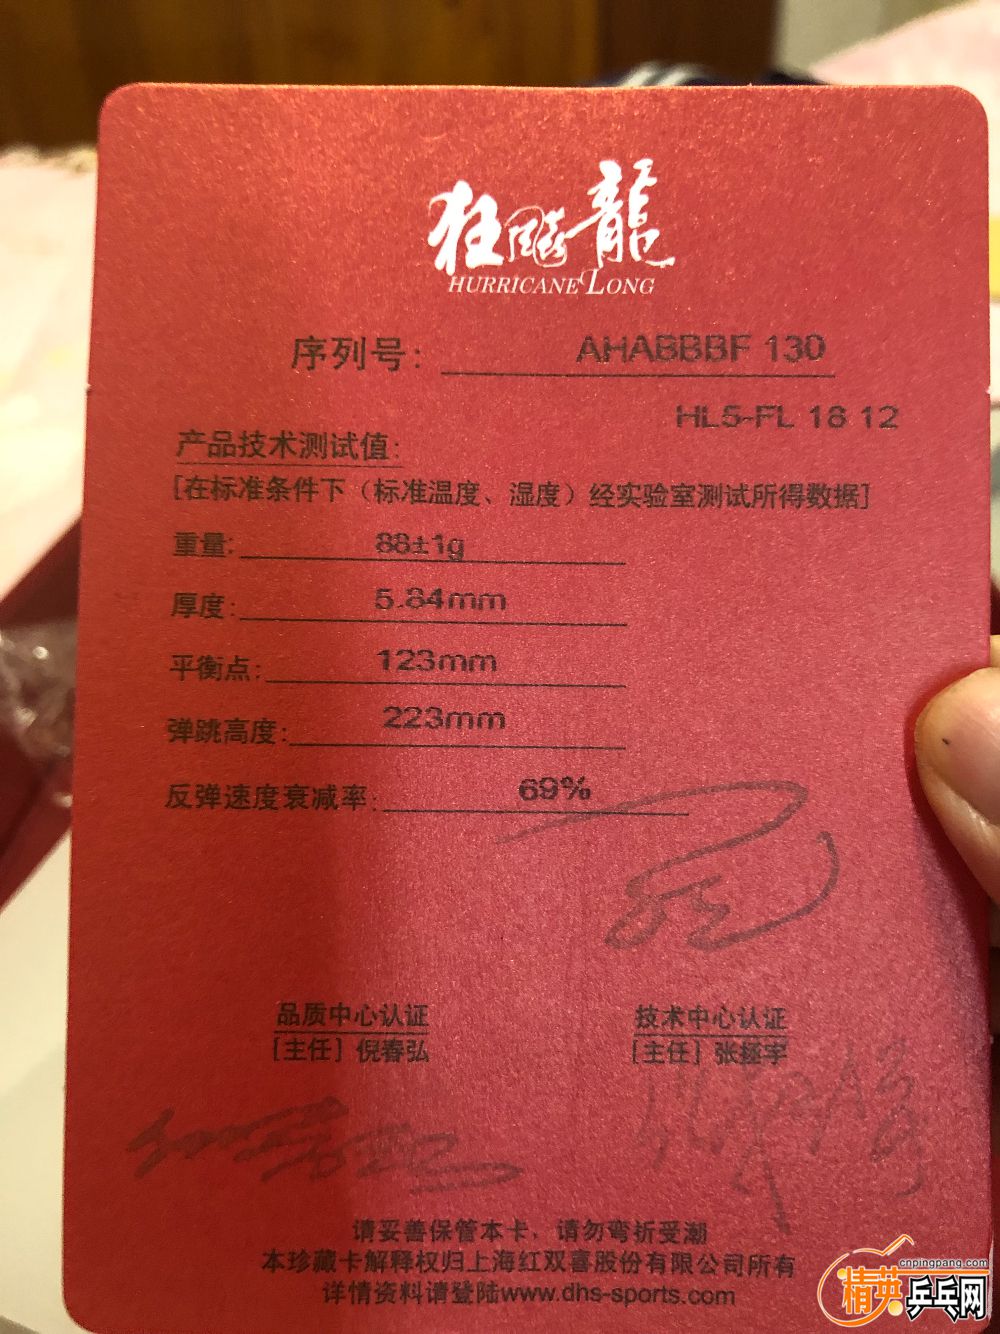 狂飚龍
HURRICANE LONG
序列号: AHABBBF 130
HL5-FL 18 12
产品技术测试值:
[在标准条件下（标准温度、湿度）经实验室测试所得数据]
重量: 88±1g
厚度: 5.84mm
平衡点: 123mm
弹跳高度: 223mm
反弹速度衰减率: 69%
品质中心认证 技术中心认证
[主任] 倪春弘 [主任] 张拯宇
请妥善保管本卡，请勿弯折受潮
本珍藏卡解释权归上海红双喜股份有限公司所有
详情资料请登陆www.dhs-sports.com
cnpingpang.com
精英乒乓网